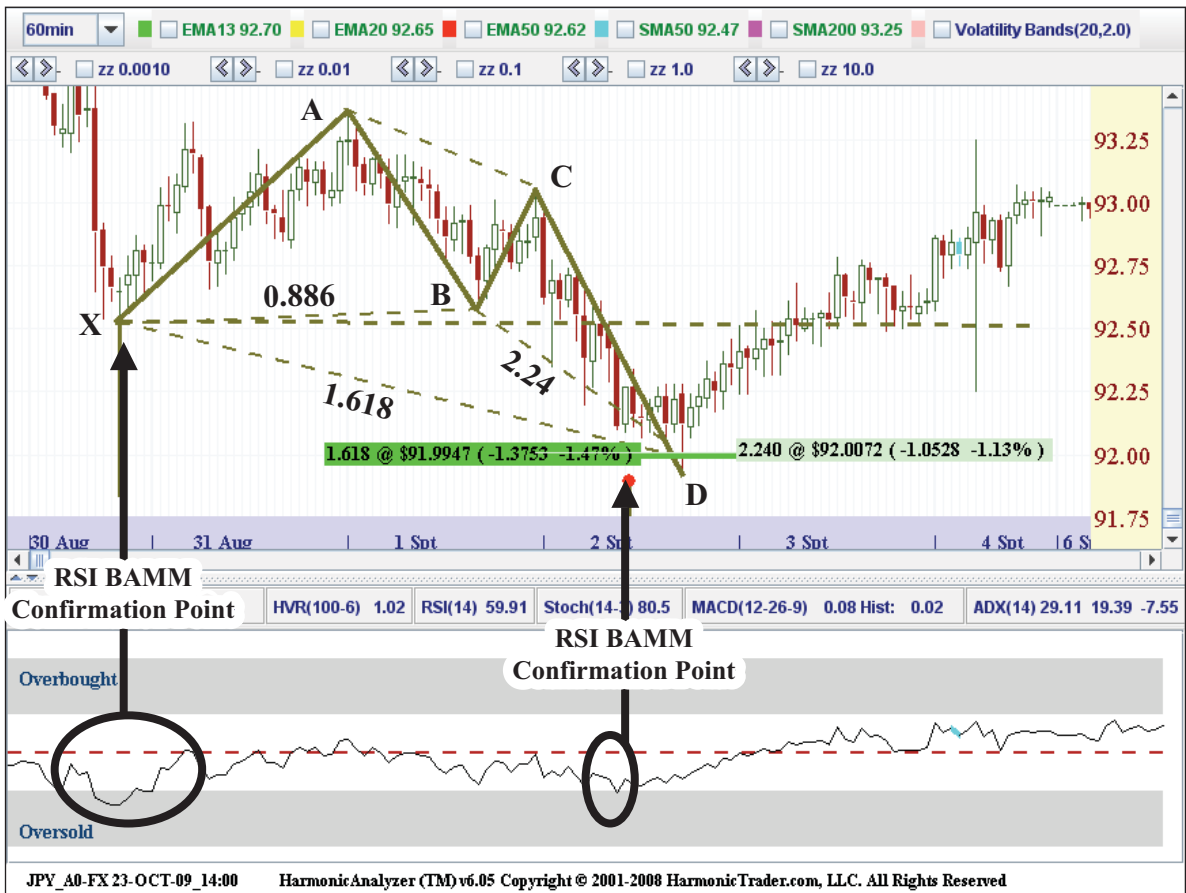 60min EMA13 92.70 EMA20 92.65 EMA50 92.62 SMA50 92.47 SMA200 93.25 Volatility Bands(20,2.0)
zz 0.0010 zz 0.01 zz 0.1 zz 1.0 zz 10.0
A
93.25
C
93.00
92.75
0.886
B
X
92.50
2.24
92.25
1.618
1.618 @ $91.9947 ( -1.3753 -1.47% )
2.240 @ $92.0072 ( -1.0528 -1.13% )
92.00
D
91.75
30 Aug 31 Aug 1 Spt 2 Spt 3 Spt 4 Spt
RSI BAMM
Confirmation Point
HVR(100-6) 1.02 RSI(14) 59.91 Stoch(14-3) 80.5 MACD(12-26-9) 0.08 Hist: 0.02 ADX(14) 29.11 19.39 -7.55
RSI BAMM
Confirmation Point
Overbought
Oversold
JPY_A0-FX 23-OCT-09_14:00 HarmonicAnalyzer (TM) v6.05 Copyright © 2001-2008 HarmonicTrader.com, LLC. All Rights Reserved